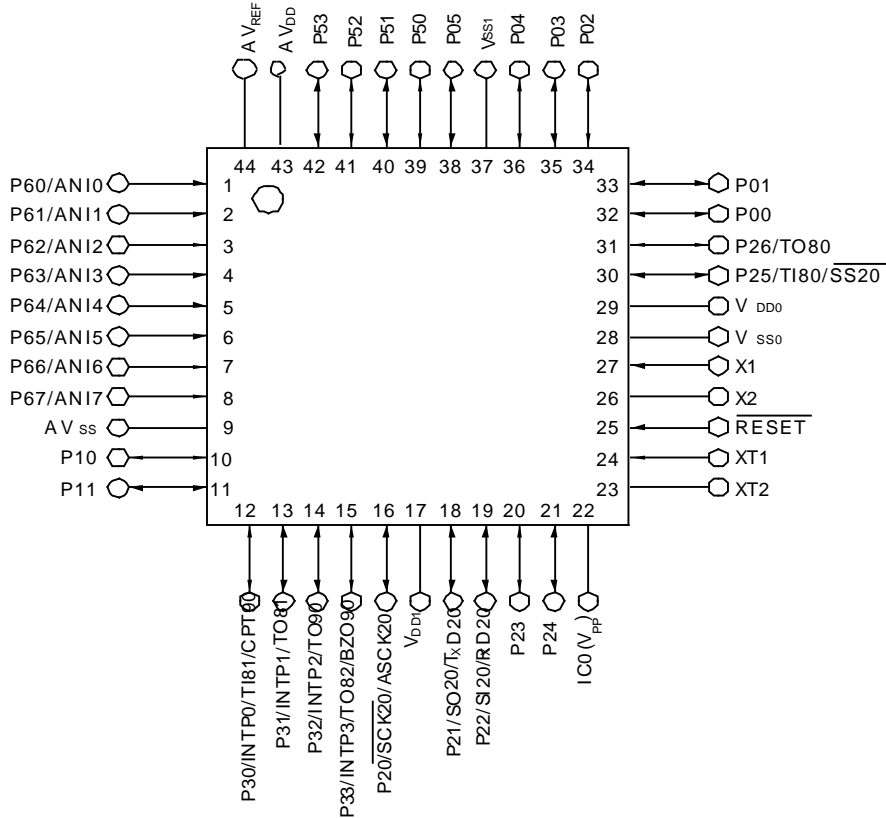 AVREF
AVDD
P53
P52
P51
P50
P05
VSS1
P04
P03
P02
44 43 42 41 40 39 38 37 36 35 34
P60/ANI0 1
P61/ANI1 2
P62/ANI2 3
P63/ANI3 4
P64/ANI4 5
P65/ANI5 6
P66/ANI6 7
P67/ANI7 8
AVSS 9
P10 10
P11 11
33 P01
32 P00
31 P26/TO80
30 P25/TI80/SS20
29 VDD0
28 VSS0
27 X1
26 X2
25 RESET
24 XT1
23 XT2
12 13 14 15 16 17 18 19 20 21 22
P30/INTP0/TI81/CPT90
P31/INTP1/TO81
P32/INTP2/TO90
P33/INTP3/TO82/BZO90
P20/SCK20/ASCK20
VDD1
P21/SO20/TXD20
P22/SI20/RXD20
P23
P24
IC0(VPP)